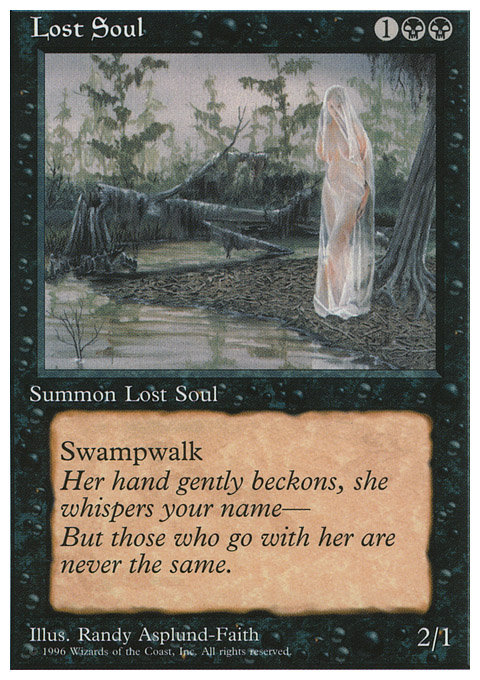 Lost Soul 1
Summon Lost Soul
Swampwalk
Her hand gently beckons, she
whispers your name—
But those who go with her are
never the same.
Illus. Randy Asplund-Faith
© 1996 Wizards of the Coast, Inc. All rights reserved.
2/1